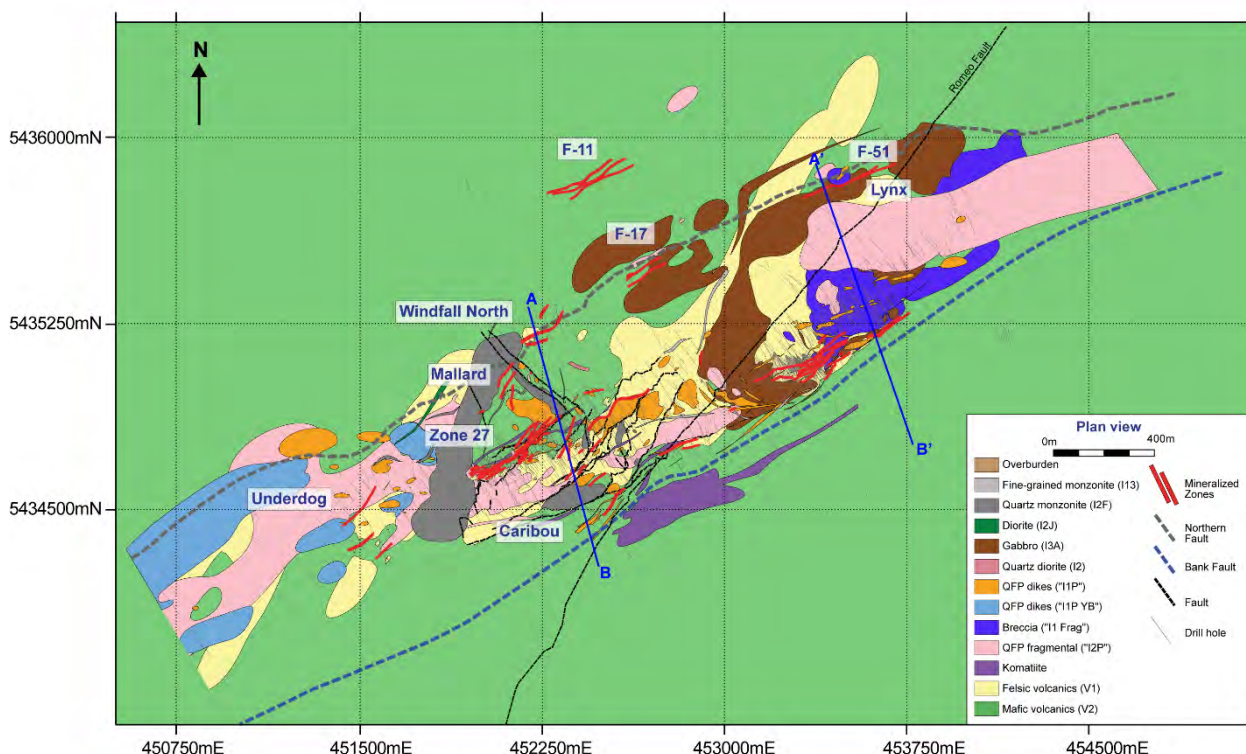 N
Romeo Fault
5436000mN
F-11
A'
F-51
Lynx
F-17
A
5435250mN
Windfall North
Mallard
Zone 27
B'
Underdog
5434500mN
Caribou
B
Plan view
0m 400m
Overburden
Fine-grained monzonite (I13)
Quartz monzonite (I2F)
Diorite (I2J)
Gabbro (I3A)
Quartz diorite (I2)
QFP dikes ("I1P")
QFP dikes ("I1P YB")
Breccia ("I1 Frag")
QFP fragmental ("I2P")
Komatiite
Felsic volcanics (V1)
Mafic volcanics (V2)
Mineralized
Zones
Northern
Fault
Bank Fault
Fault
Drill hole
450750mE 451500mE 452250mE 453000mE 453750mE 454500mE